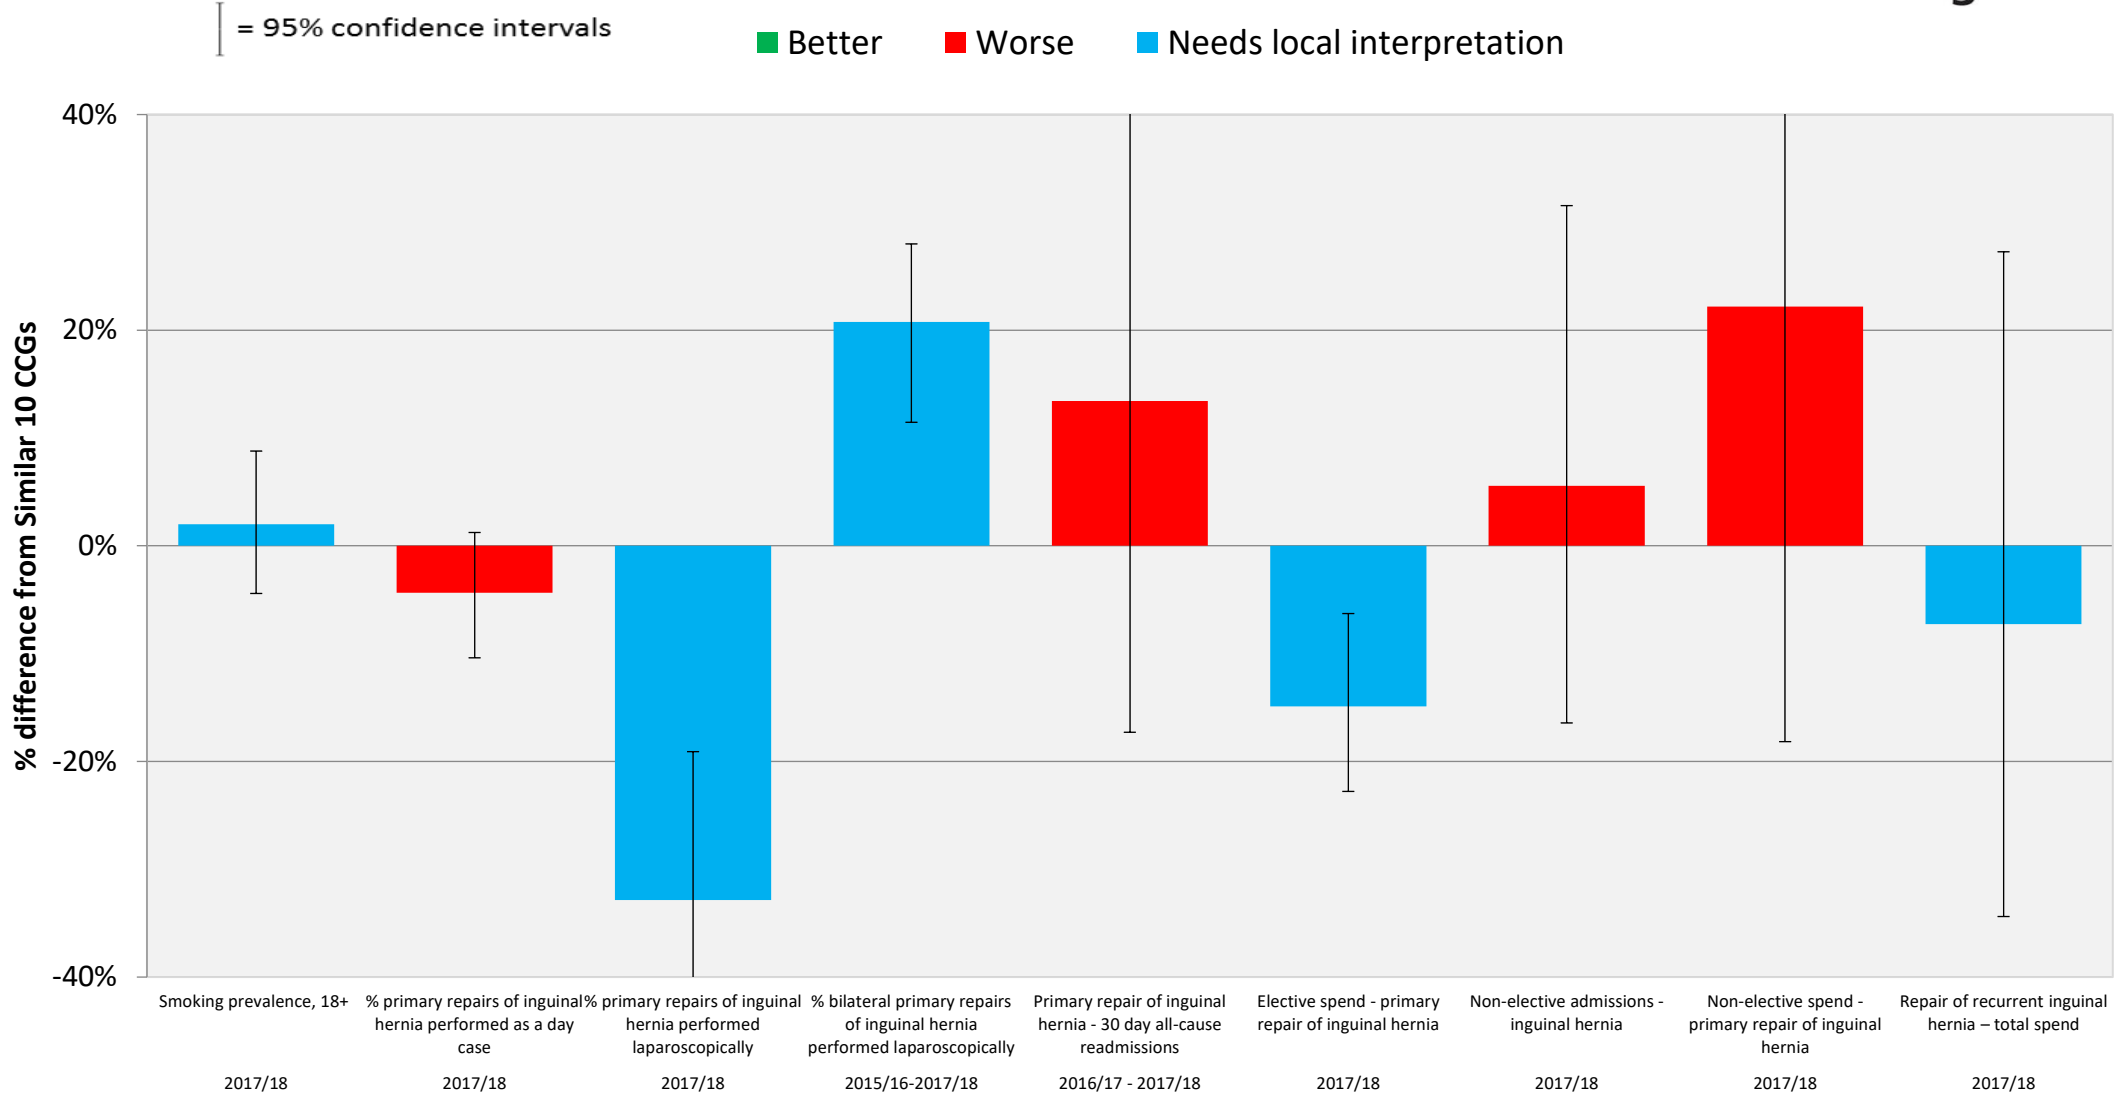 = 95% confidence intervals
Better Worse Needs local interpretation
% difference from Similar 10 CCGs
40%
20%
0%
-20%
-40%
Smoking prevalence, 18+
2017/18
% primary repairs of inguinal
hernia performed as a day
case
2017/18
% primary repairs of inguinal
hernia performed
laparoscopically
2017/18
% bilateral primary repairs
of inguinal hernia
performed laparoscopically
2015/16-2017/18
Primary repair of inguinal
hernia - 30 day all-cause
readmissions
2016/17 - 2017/18
Elective spend - primary
repair of inguinal hernia
2017/18
Non-elective admissions -
inguinal hernia
2017/18
Non-elective spend -
primary repair of inguinal
hernia
2017/18
Repair of recurrent inguinal
hernia – total spend
2017/18